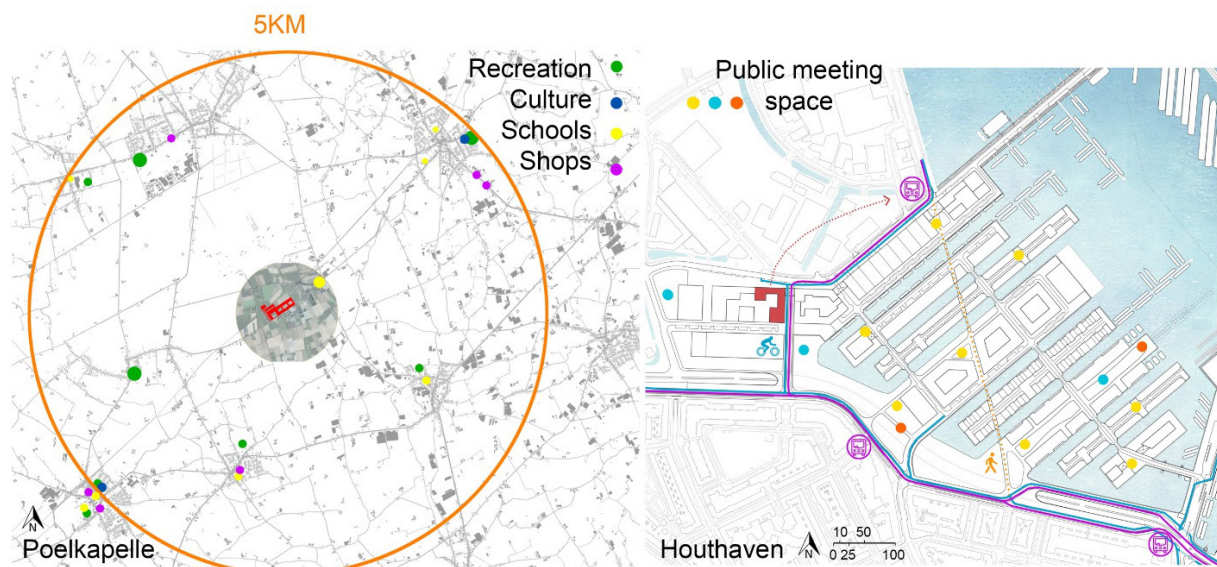 5KM
Recreation
Culture
Schools
Shops
N
Poelkapelle
Public meeting
space
Houthaven
N
10 50
0 25 100